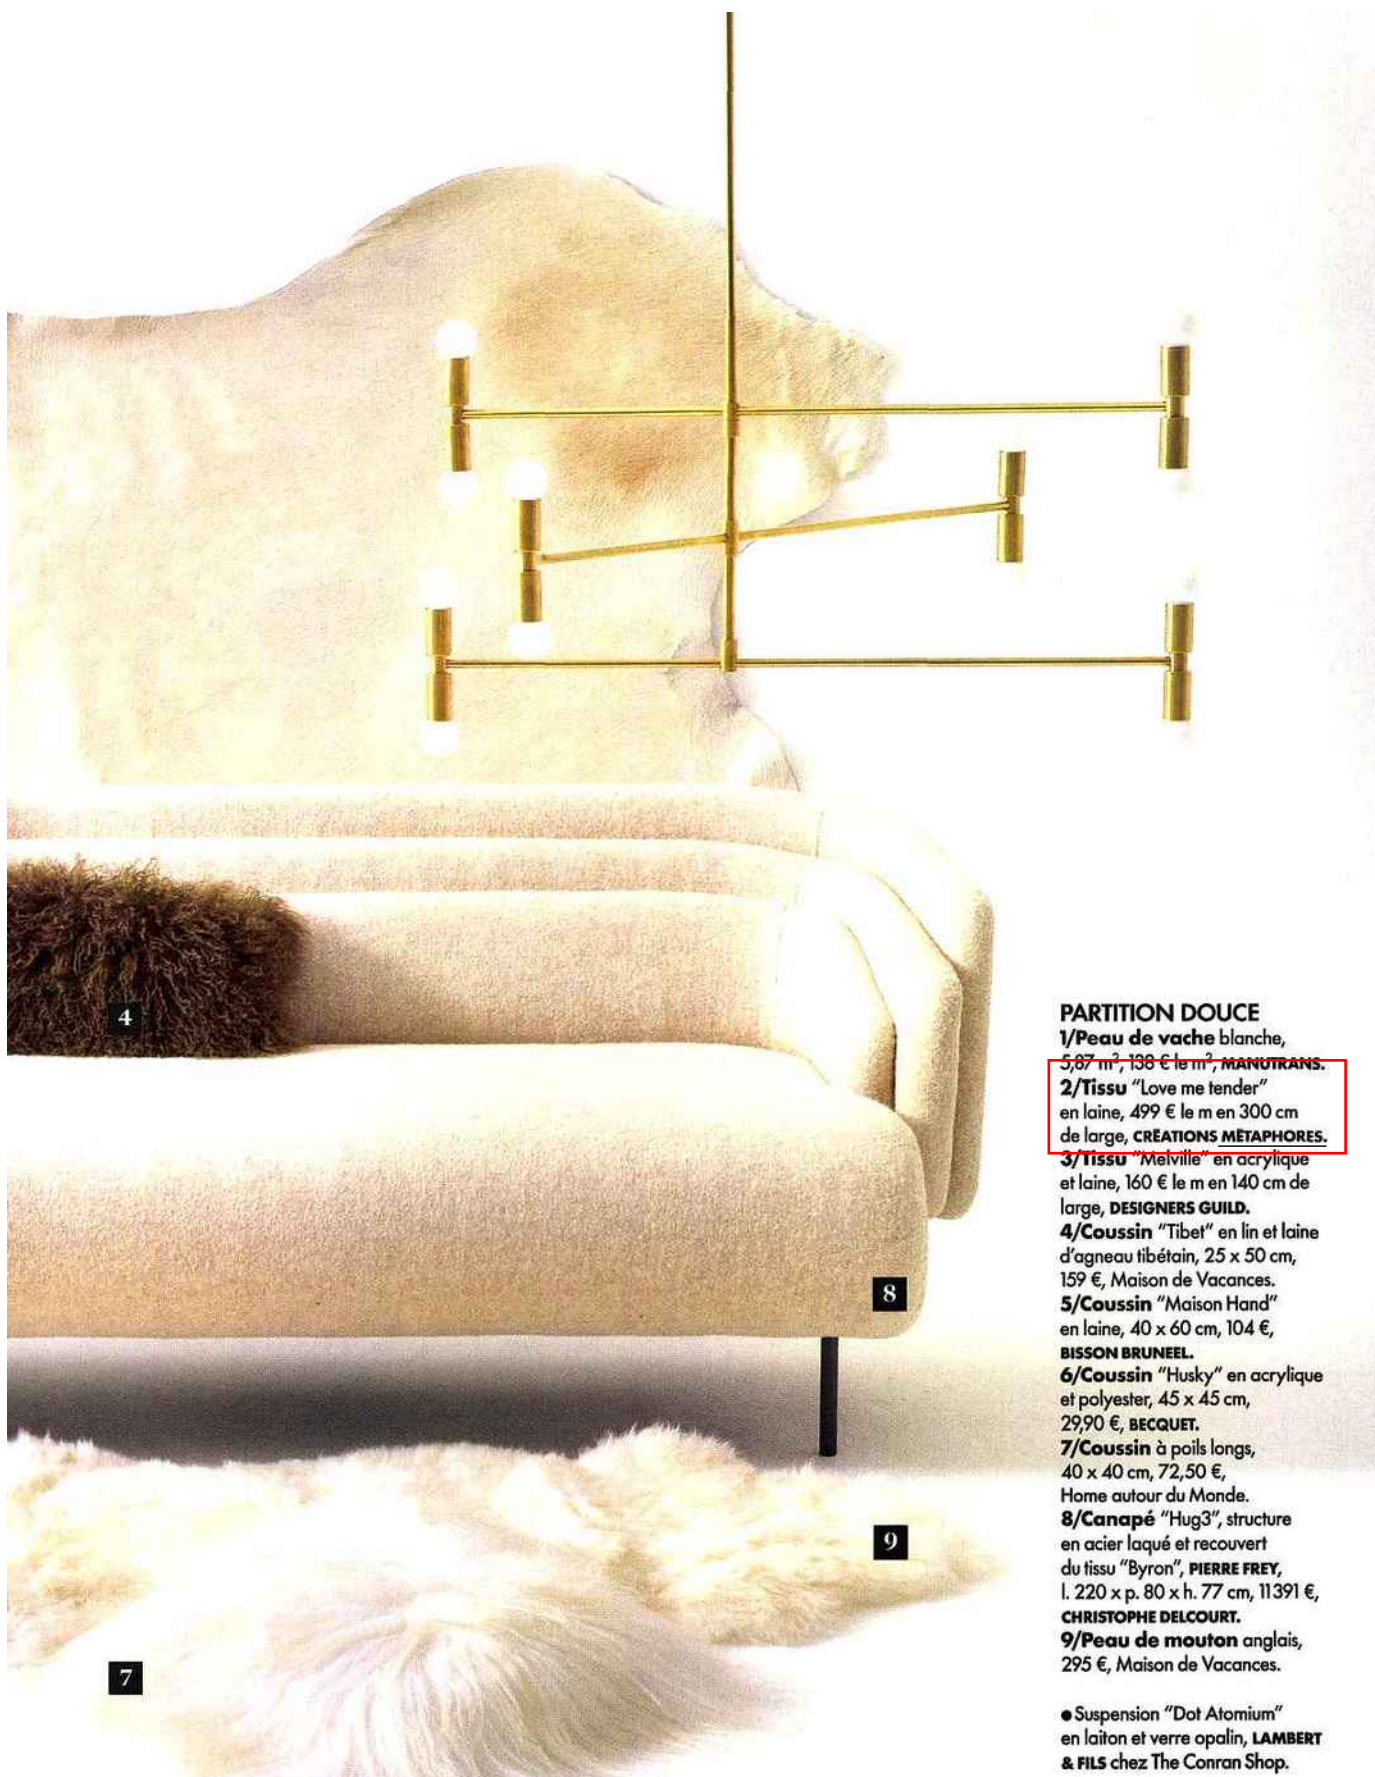 4
8
9
7
PARTITION DOUCE
1/Peau de vache blanche,
5,87 m², 138 € le m², MANUTRANS.
2/Tissu “Love me tender”
en laine, 499 € le m en 300 cm
de large, CRÉATIONS MÉTAPHORES.
3/Tissu “Melville” en acrylique
et laine, 160 € le m en 140 cm de
large, DESIGNERS GUILD.
4/Coussin “Tibet” en lin et laine
d’agneau tibétain, 25 x 50 cm,
159 €, Maison de Vacances.
5/Coussin “Maison Hand”
en laine, 40 x 60 cm, 104 €,
BISSON BRUNEEL.
6/Coussin “Husky” en acrylique
et polyester, 45 x 45 cm,
29,90 €, BECQUET.
7/Coussin à poils longs,
40 x 40 cm, 72,50 €,
Home autour du Monde.
8/Canapé “Hug3”, structure
en acier laqué et recouvert
du tissu “Byron”, PIERRE FREY,
l. 220 x p. 80 x h. 77 cm, 11391 €,
CHRISTOPHE DELCOURT.
9/Peau de mouton anglais,
295 €, Maison de Vacances.
●Suspension “Dot Atomium”
en laiton et verre opalin, LAMBERT
& FILS chez The Conran Shop.